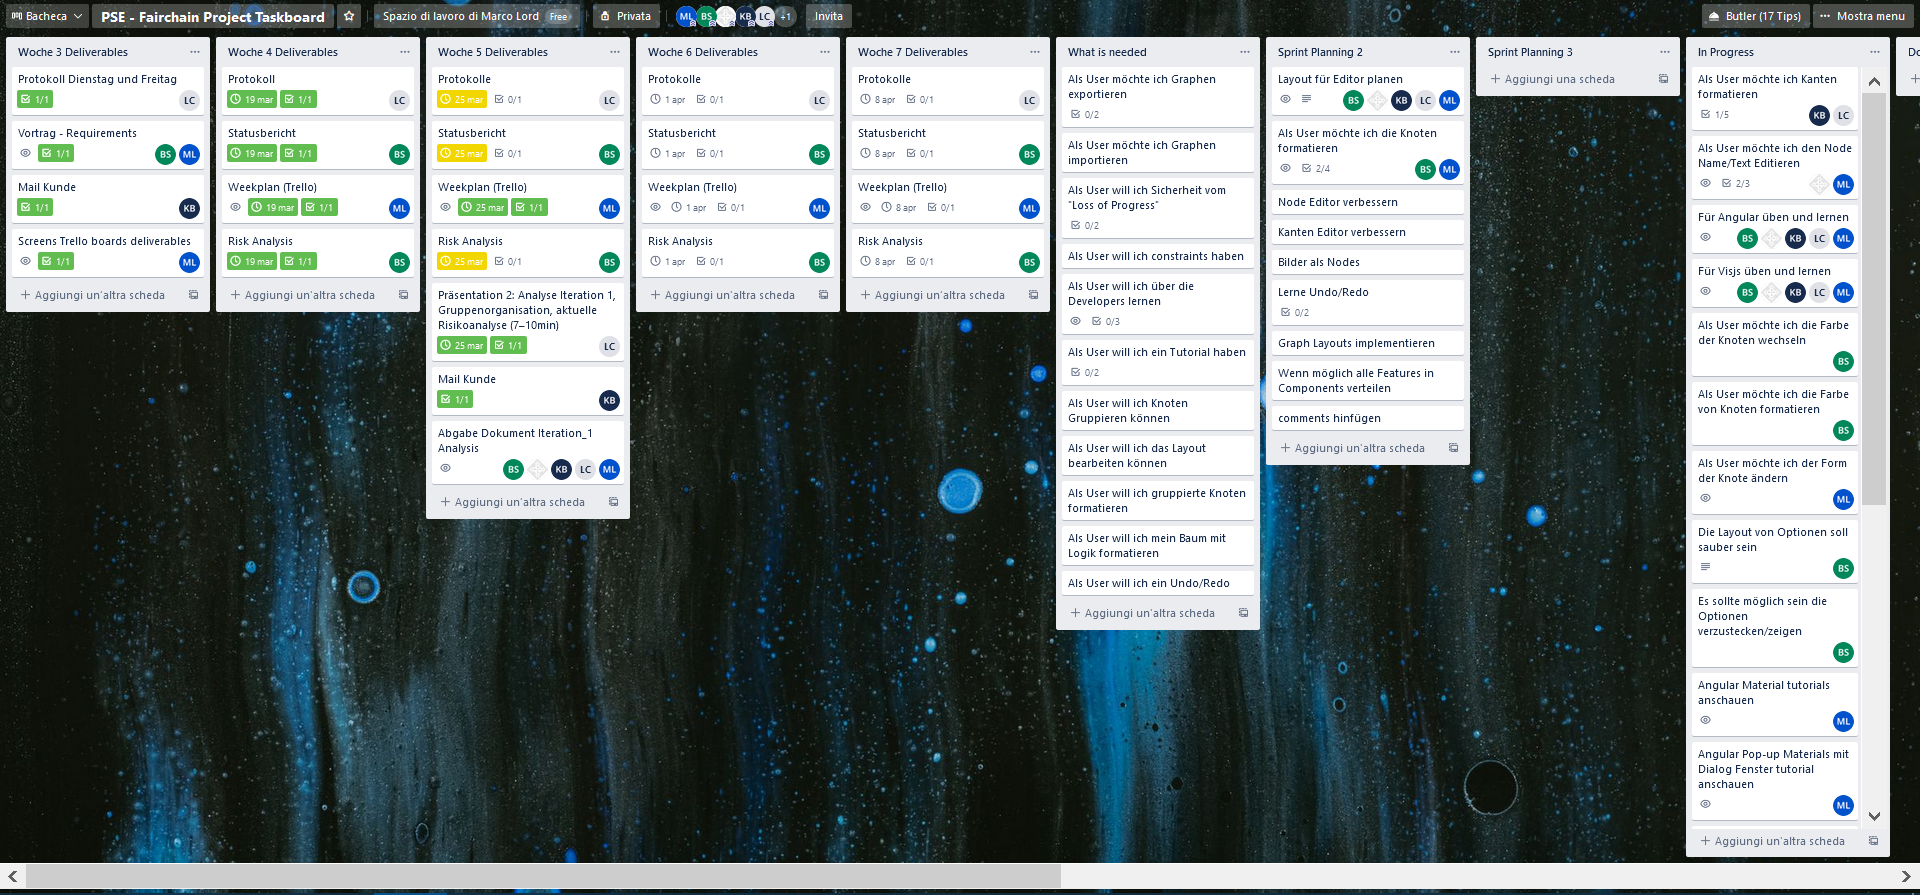 Bacheca
PSE - Fairchain Project Taskboard
Spazio di lavoro di Marco Lord Free
Privata
ML BS KB LC +1
Invita
Butler (17 Tips)
Mostra menu
Woche 3 Deliverables
Protokoll Dienstag und Freitag
1/1
LC
Vortrag - Requirements
1/1
BS ML
Mail Kunde
1/1
KB
Screens Trello boards deliverables
1/1
ML
Aggiungi un'altra scheda
Woche 4 Deliverables
Protokoll
19 mar 1/1
LC
Statusbericht
19 mar 1/1
BS
Weekplan (Trello)
19 mar 1/1
ML
Risk Analysis
19 mar 1/1
BS
Aggiungi un'altra scheda
Woche 5 Deliverables
Protokolle
25 mar 0/1
LC
Statusbericht
25 mar 0/1
BS
Weekplan (Trello)
25 mar 1/1
ML
Risk Analysis
25 mar 0/1
BS
Präsentation 2: Analyse Iteration 1,
Gruppenorganisation, aktuelle
Risikoanalyse (7–10min)
25 mar 1/1
LC
Mail Kunde
1/1
KB
Abgabe Dokument Iteration_1
Analysis
BS KB LC ML
Aggiungi un'altra scheda
Woche 6 Deliverables
Protokolle
1 apr 0/1
LC
Statusbericht
1 apr 0/1
BS
Weekplan (Trello)
1 apr 0/1
ML
Risk Analysis
1 apr 0/1
BS
Aggiungi un'altra scheda
Woche 7 Deliverables
Protokolle
8 apr 0/1
LC
Statusbericht
8 apr 0/1
BS
Weekplan (Trello)
8 apr 0/1
ML
Risk Analysis
8 apr 0/1
BS
Aggiungi un'altra scheda
What is needed
Als User möchte ich Graphen
exportieren
0/2
Als User möchte ich Graphen
importieren
Als User will ich Sicherheit vom
"Loss of Progress"
0/2
Als User will ich constraints haben
Als User will ich über die
Developers lernen
0/3
Als User will ich ein Tutorial haben
0/2
Als User will ich Knoten
Gruppieren können
Als User will ich das Layout
bearbeiten können
Als User will ich gruppierte Knoten
formatieren
Als User will ich mein Baum mit
Logik formatieren
Als User will ich ein Undo/Redo
Aggiungi un'altra scheda
Sprint Planning 2
Layout für Editor planen
BS KB LC ML
Als User möchte ich die Knoten
formatieren
2/4
BS ML
Node Editor verbessern
Kanten Editor verbessern
Bilder als Nodes
Lerne Undo/Redo
0/2
Graph Layouts implementieren
Wenn möglich alle Features in
Components verteilen
comments hinfügen
Aggiungi un'altra scheda
Sprint Planning 3
Aggiungi una scheda
In Progress
Als User möchte ich Kanten
formatieren
1/5
KB LC
Als User möchte ich den Node
Name/Text Editieren
2/3
ML
Für Angular üben und lernen
BS KB LC ML
Für Visjs üben und lernen
BS KB LC ML
Als User möchte ich die Farbe
der Knoten wechseln
BS
Als User möchte ich die Farbe
von Knoten formatieren
BS
Als User möchte ich der Form
der Knote ändern
ML
Die Layout von Optionen soll
sauber sein
BS
Es sollte möglich sein die
Optionen
verzustecken/zeigen
BS
Angular Material tutorials
anschauen
ML
Angular Pop-up Materials mit
Dialog Fenster tutorial
anschauen
ML
Aggiungi un'altra scheda